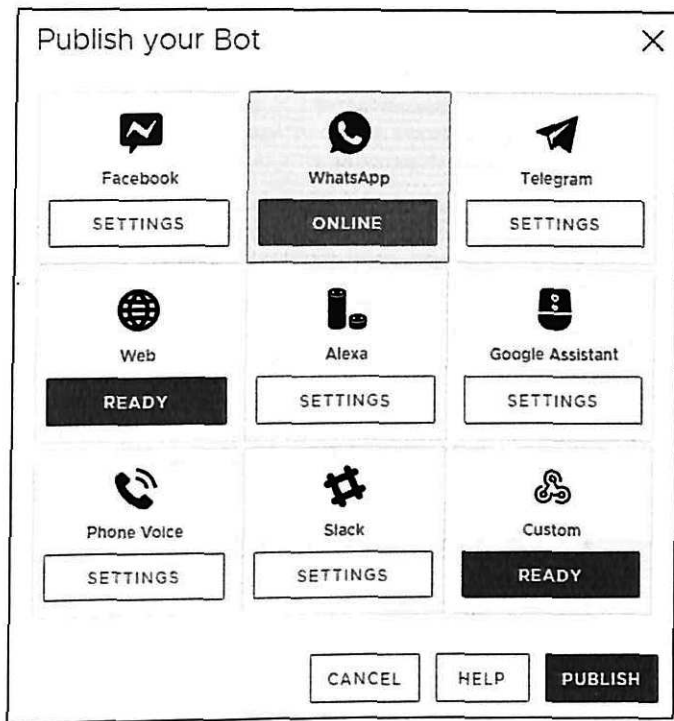 Publish your Bot
Facebook
WhatsApp
Telegram
SETTINGS
ONLINE
SETTINGS
Web
Alexa
Google Assistant
READY
SETTINGS
SETTINGS
Phone Voice
Slack
Custom
SETTINGS
SETTINGS
READY
CANCEL
HELP
PUBLISH